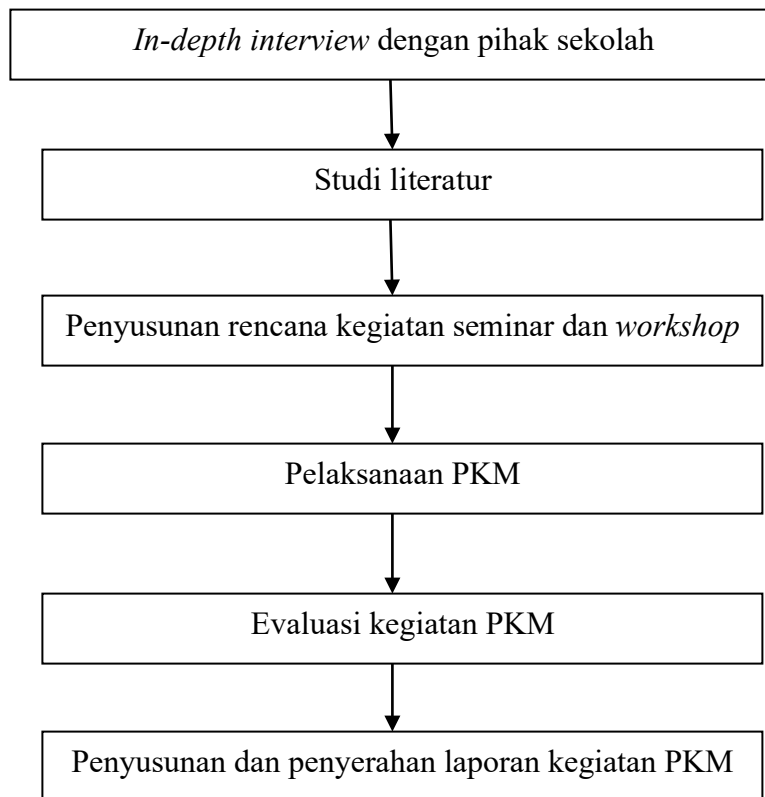 In-depth interview dengan pihak sekolah
Studi literatur
Penyusunan rencana kegiatan seminar dan workshop
Pelaksanaan PKM
Evaluasi kegiatan PKM
Penyusunan dan penyerahan laporan kegiatan PKM